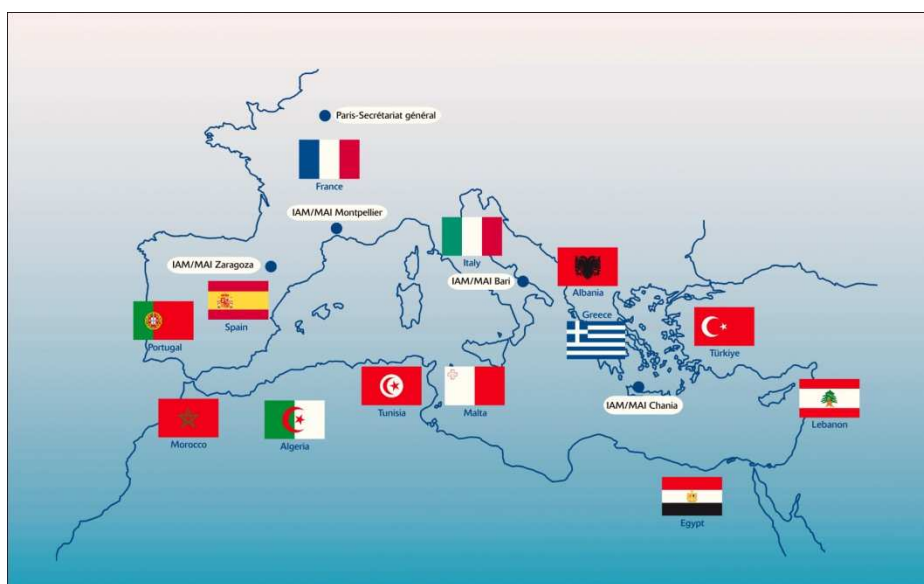 Paris-Secrétariat général
France
IAM/MAI Montpellier
IAM/MAI Zaragoza
Italy
IAM/MAI Bari
Albania
Spain
Greece
Portugal
Türkiye
Tunisia
Malta
IAM/MAI Chania
Lebanon
Morocco
Algeria
Egypt